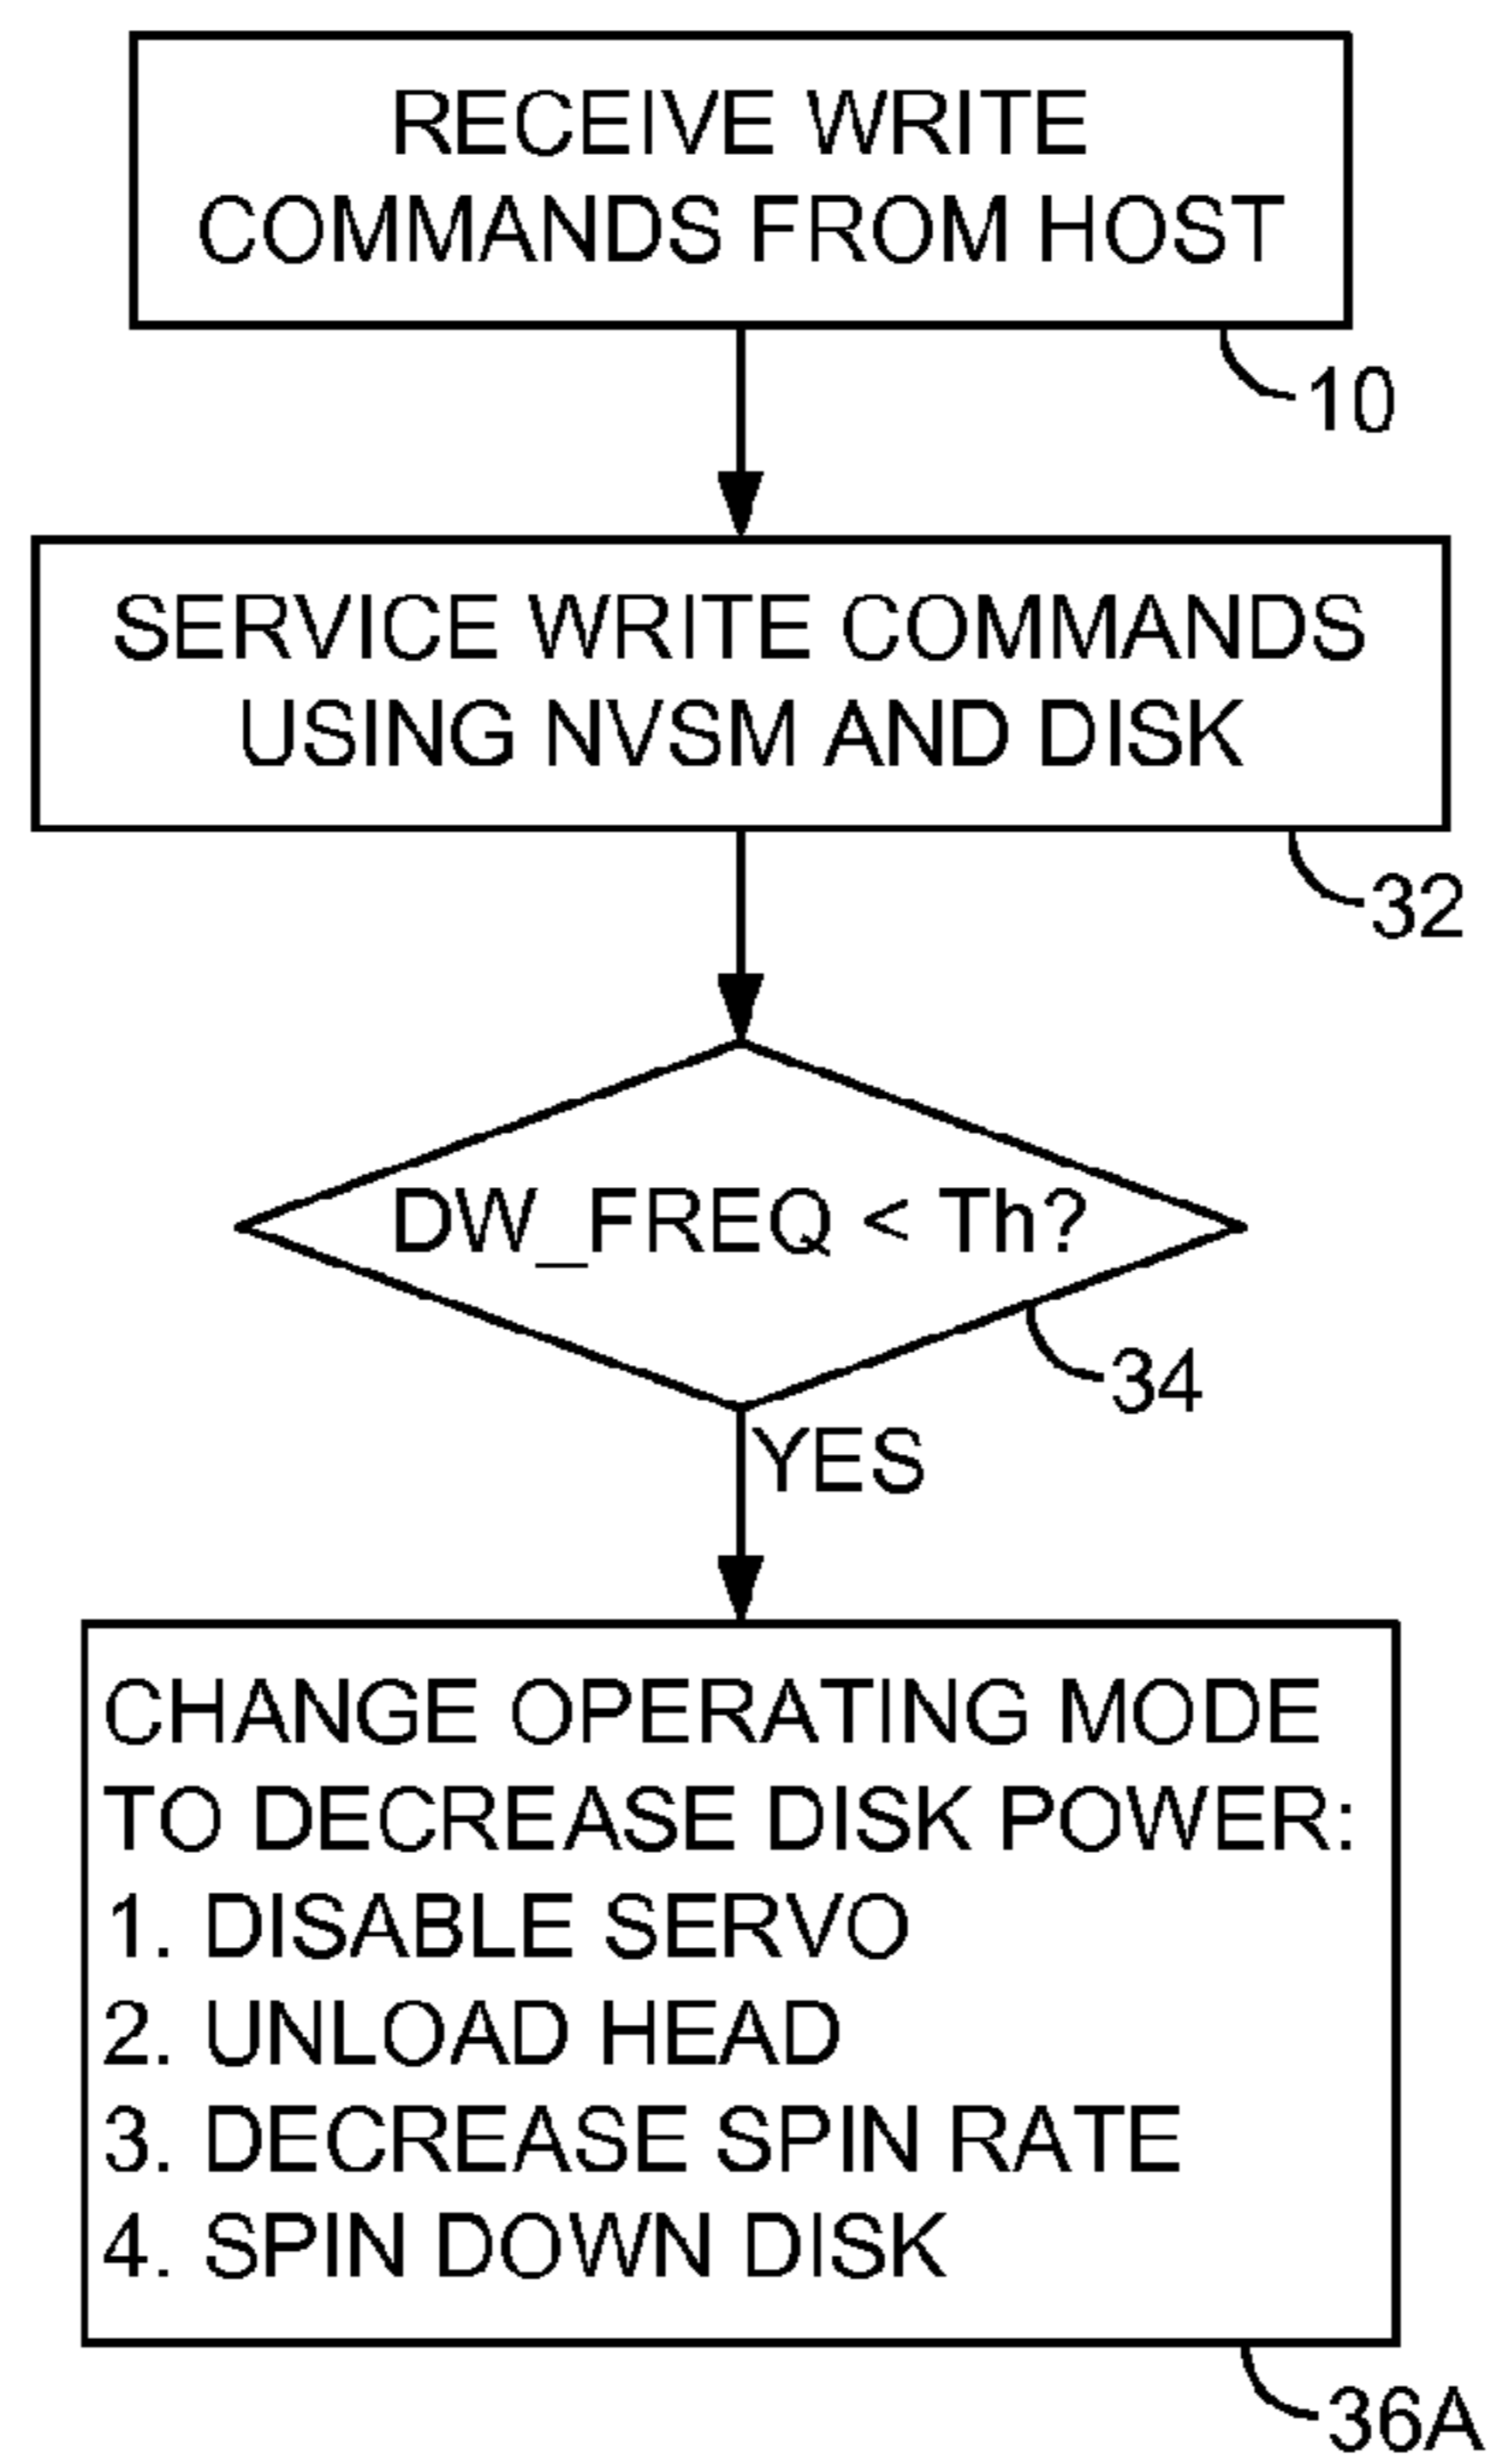 RECEIVE WRITE
COMMANDS FROM HOST
10
SERVICE WRITE COMMANDS
USING NVSM AND DISK
32
DW_FREQ < Th?
34
YES
CHANGE OPERATING MODE
TO DECREASE DISK POWER:
1. DISABLE SERVO
2. UNLOAD HEAD
3. DECREASE SPIN RATE
4. SPIN DOWN DISK
36A